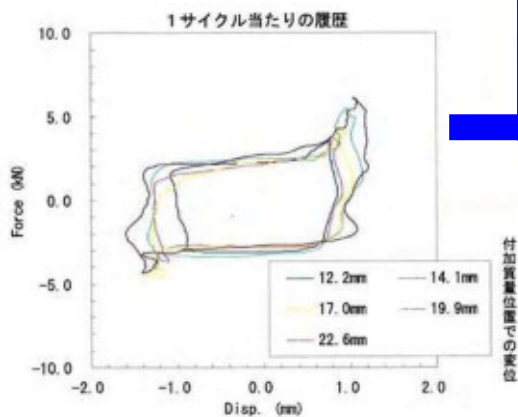 1サイクル当たりの履歴
10.0
5.0
0.0
-5.0
-10.0
Force (kN)
-2.0 -1.0 0.0 1.0 2.0
Disp. (mm)
12.2mm 14.1mm
17.0mm 19.9mm
22.6mm
付加質量位置での変位